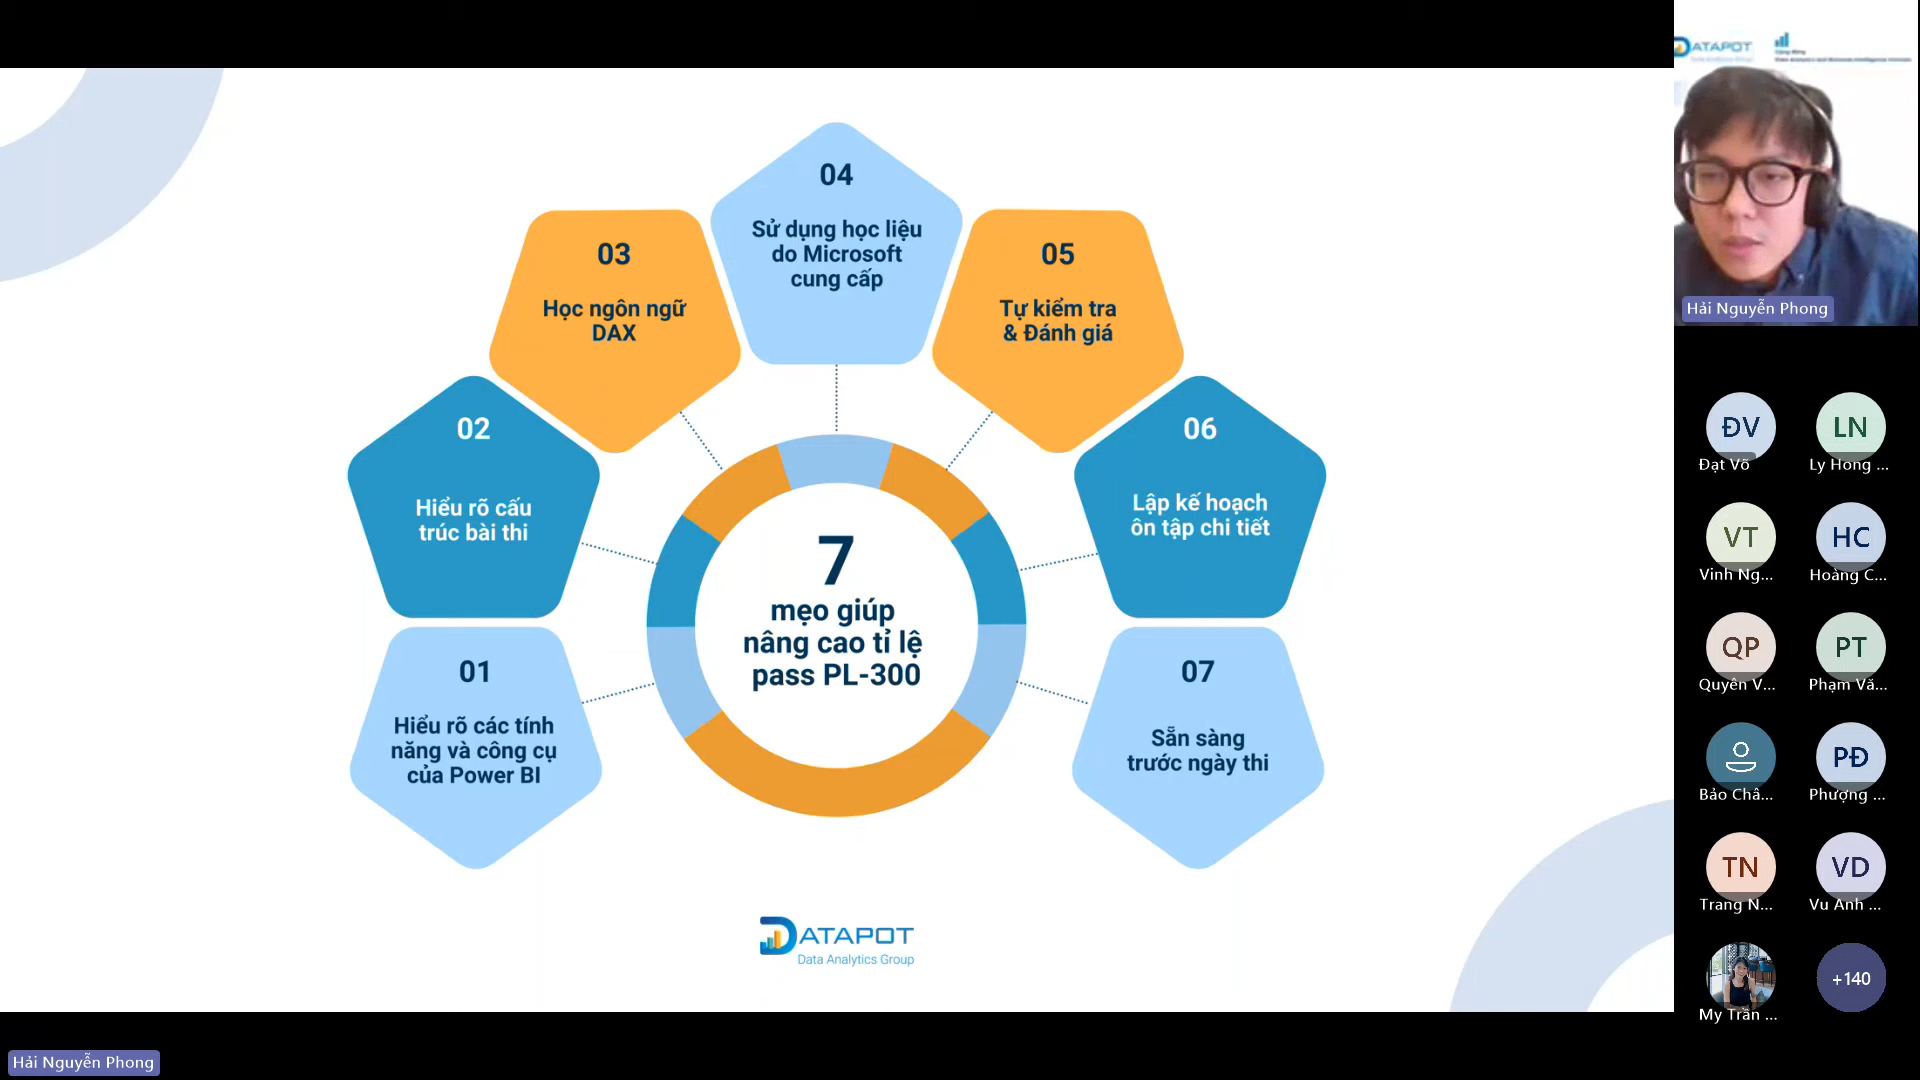 04
Sử dụng học liệu
do Microsoft
cung cấp
03
Học ngôn ngữ
DAX
05
Tự kiểm tra
& Đánh giá
02
Hiểu rõ cấu
trúc bài thi
06
Lập kế hoạch
ôn tập chi tiết
7
mẹo giúp
nâng cao tỉ lệ
pass PL-300
01
Hiểu rõ các tính
năng và công cụ
của Power BI
07
Sẵn sàng
trước ngày thi
DATAPOT
Data Analytics Group
Hải Nguyễn Phong
DATAPOT
Hải Nguyễn Phong
ĐV
Đạt Võ
LN
Ly Hong ...
VT
Vinh Ng...
HC
Hoàng C...
QP
Quyên V...
PT
Phạm Vă...
Bảo Châ...
PĐ
Phượng ...
TN
Trang N...
VD
Vu Anh ...
My Trần ...
+140